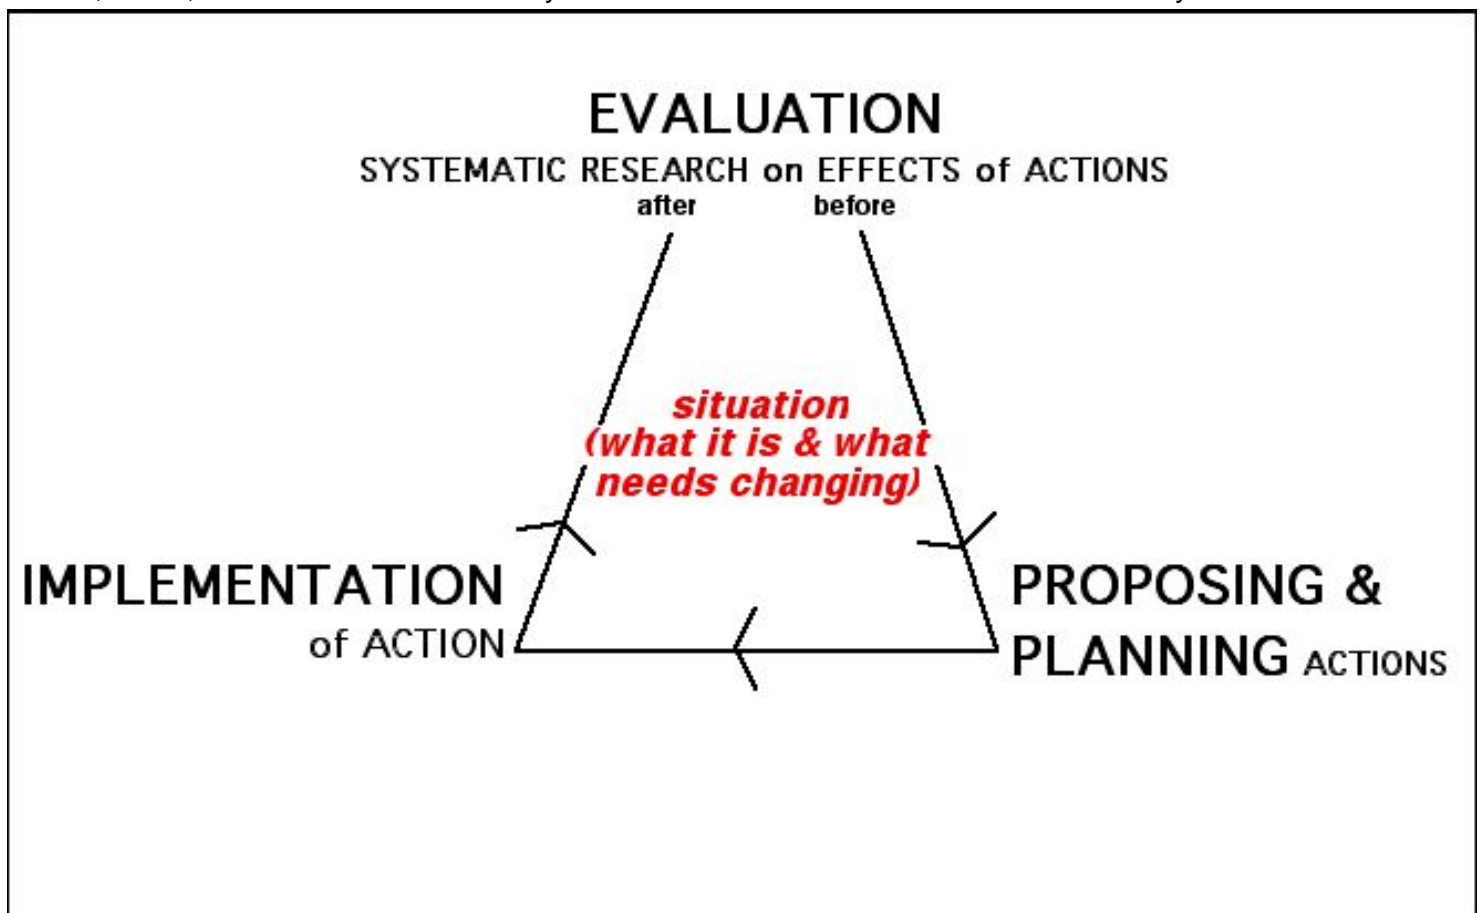 EVALUATION
SYSTEMATIC RESEARCH on EFFECTS of ACTIONS
after before
situation
(what it is & what
needs changing)
IMPLEMENTATION
of ACTION
PROPOSING &
PLANNING ACTIONS